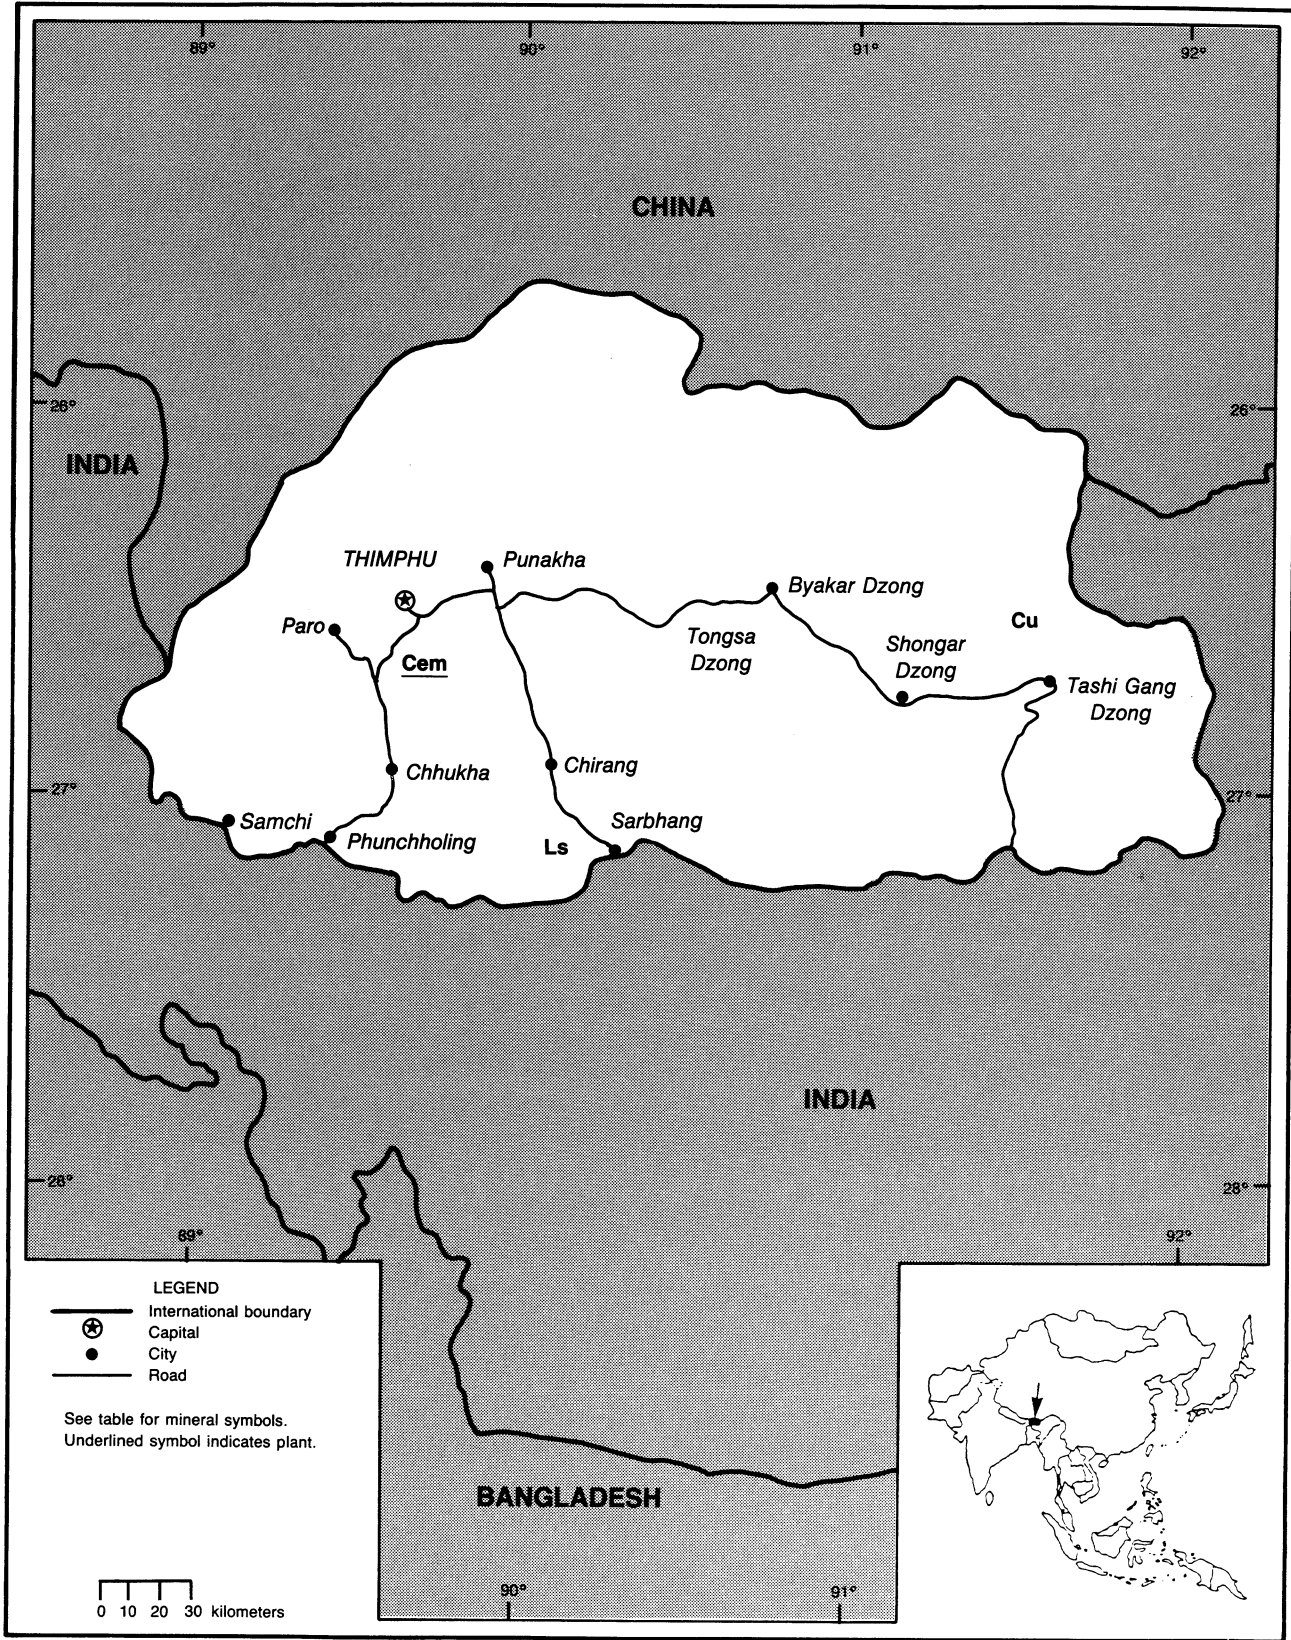 89°
90°
91°
92°
CHINA
26°
26°
INDIA
THIMPHU
Punakha
Byakar Dzong
Paro
Cem
Tongsa
Dzong
Shongar
Dzong
Cu
Tashi Gang
Dzong
Chhukha
Chirang
27°
27°
Samchi
Phunchholing
Ls
Sarbhang
INDIA
26°
28°
89°
92°
LEGEND
International boundary
Capital
City
Road
See table for mineral symbols.
Underlined symbol indicates plant.
BANGLADESH
90°
91°
0 10 20 30 kilometers